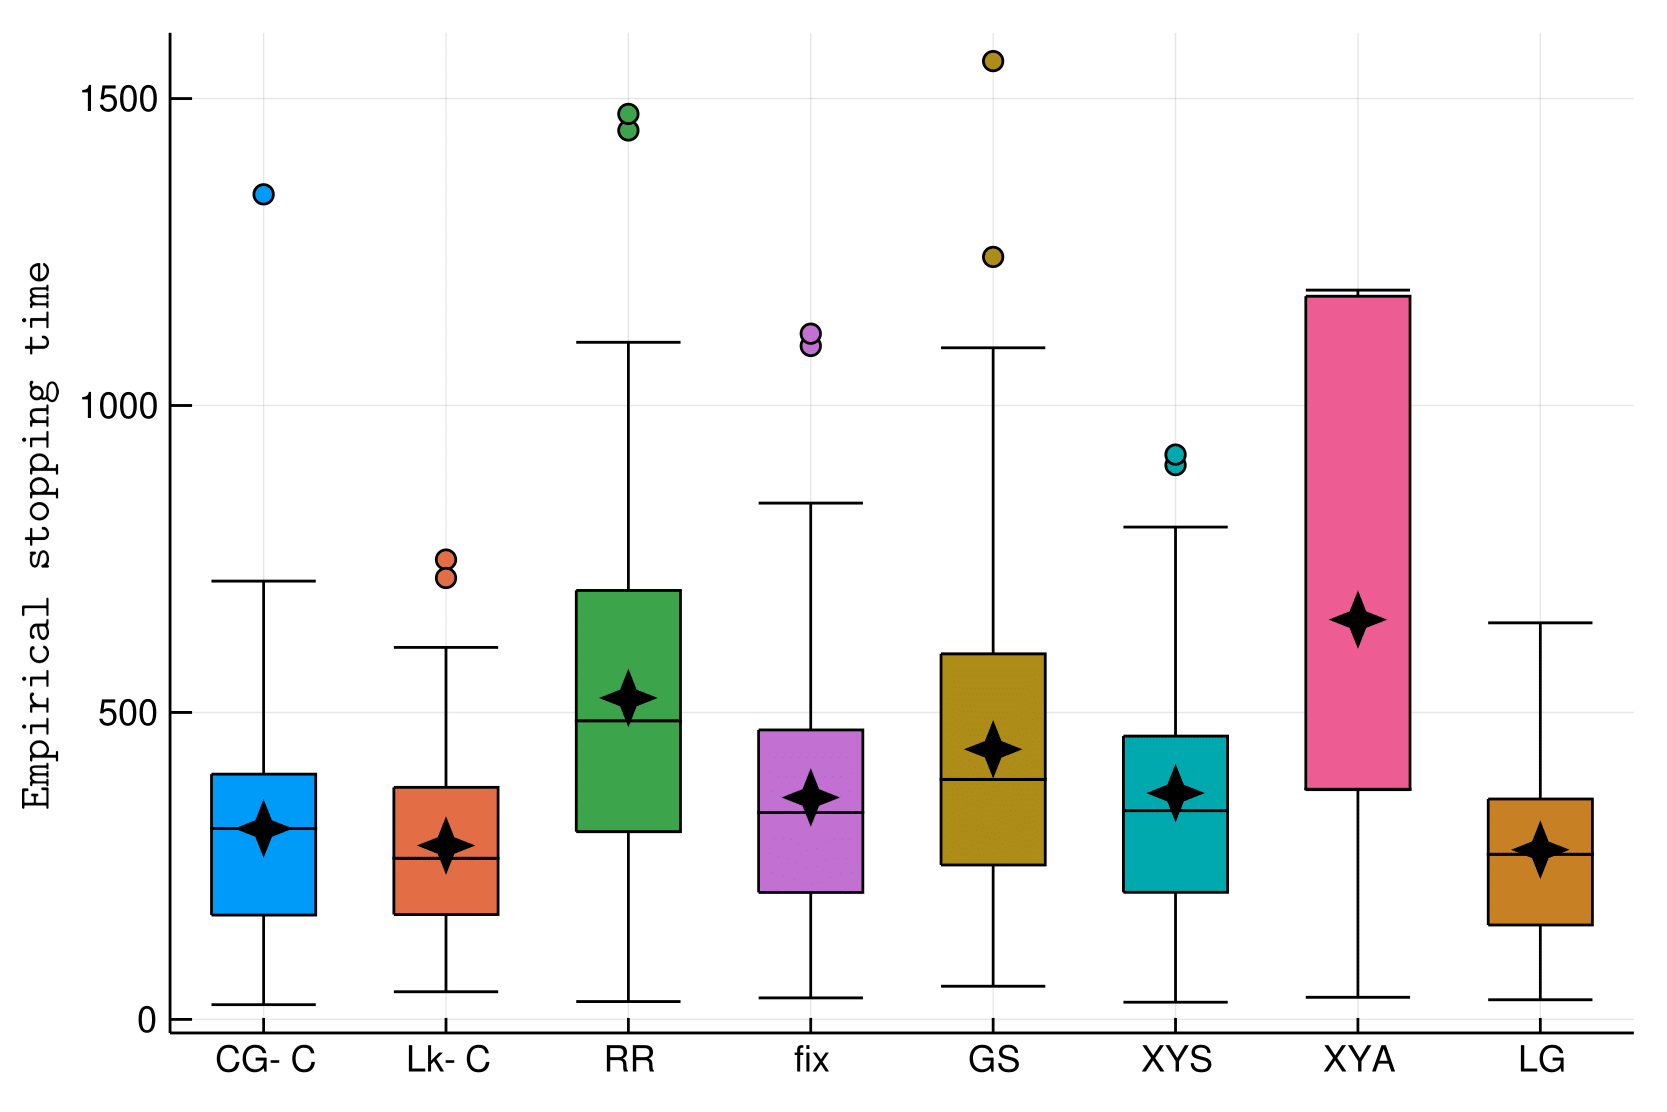 Empirical stopping time
1500
1000
500
0
CG- C Lk- C RR fix GS XYS XYA LG